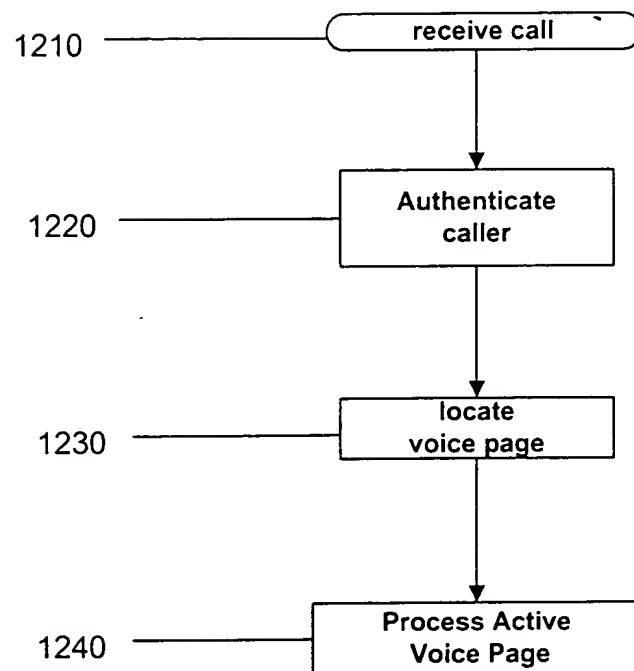 1210
receive call
1220
Authenticate
caller
1230
locate
voice page
1240
Process Active
Voice Page